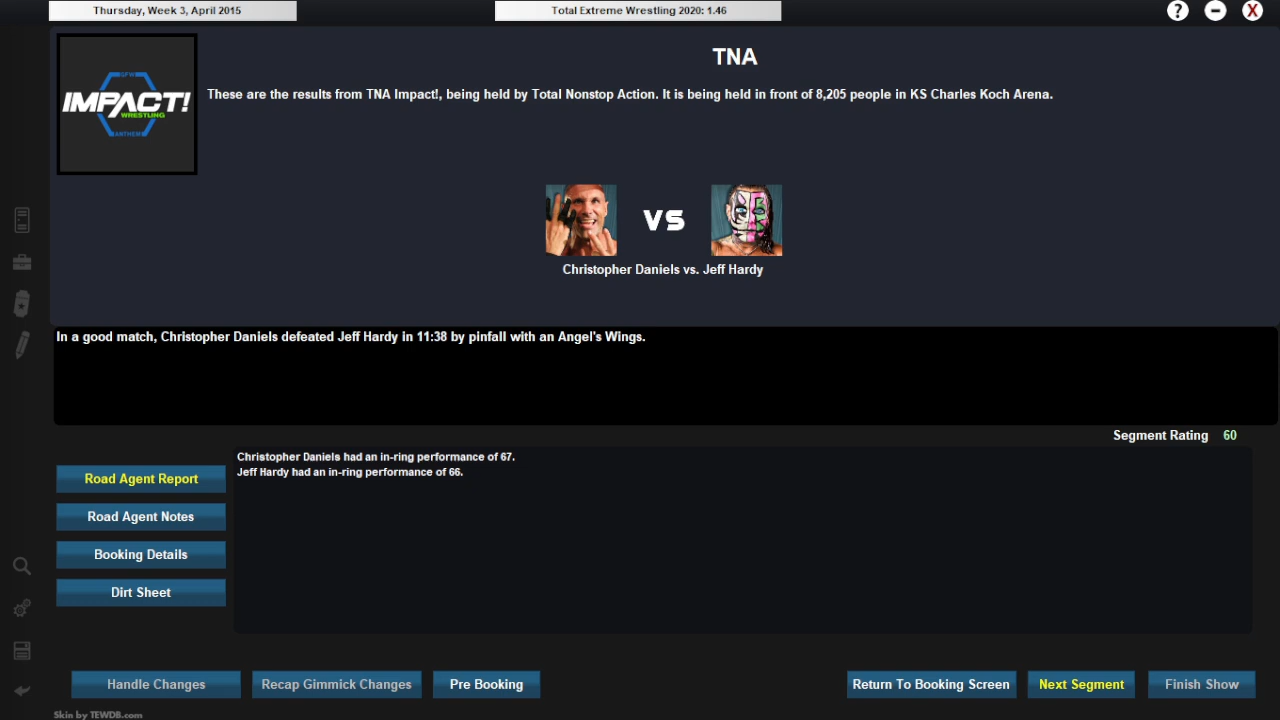 Thursday, Week 3, April 2015
Total Extreme Wrestling 2020: 1.46
?
X
TNA
GFW
IMPACT!
WRESTLING
ANTHEM
These are the results from TNA Impact!, being held by Total Nonstop Action. It is being held in front of 8,205 people in KS Charles Koch Arena.
VS
Christopher Daniels vs. Jeff Hardy
In a good match, Christopher Daniels defeated Jeff Hardy in 11:38 by pinfall with an Angel's Wings.
Segment Rating 60
Christopher Daniels had an in-ring performance of 67.
Jeff Hardy had an in-ring performance of 66.
Road Agent Report
Road Agent Notes
Booking Details
Dirt Sheet
Handle Changes
Recap Gimmick Changes
Pre Booking
Return To Booking Screen
Next Segment
Finish Show
Skin by TEWDB.com